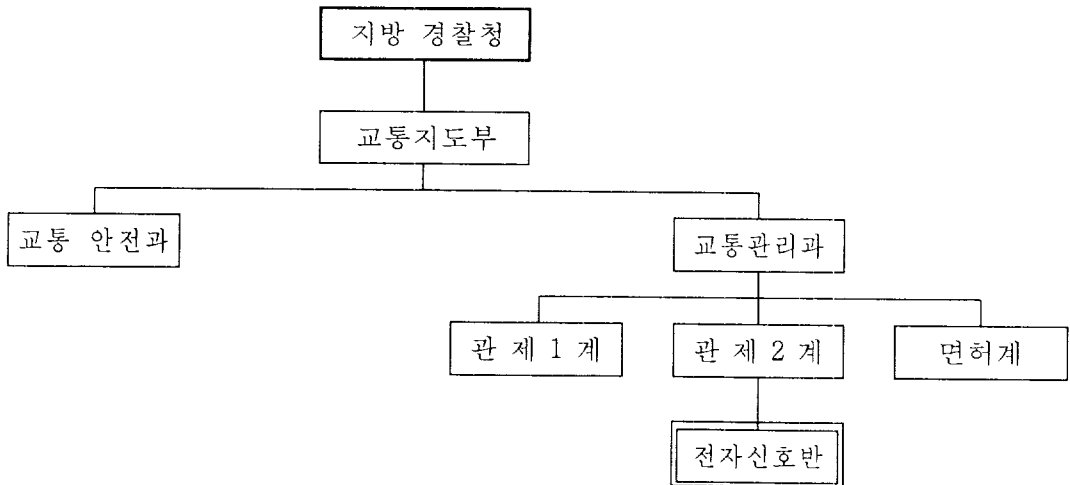 지방 경찰청
교통지도부
교통 안전과
교통관리과
관 제 1 계
관 제 2 계
면허계
전자신호반